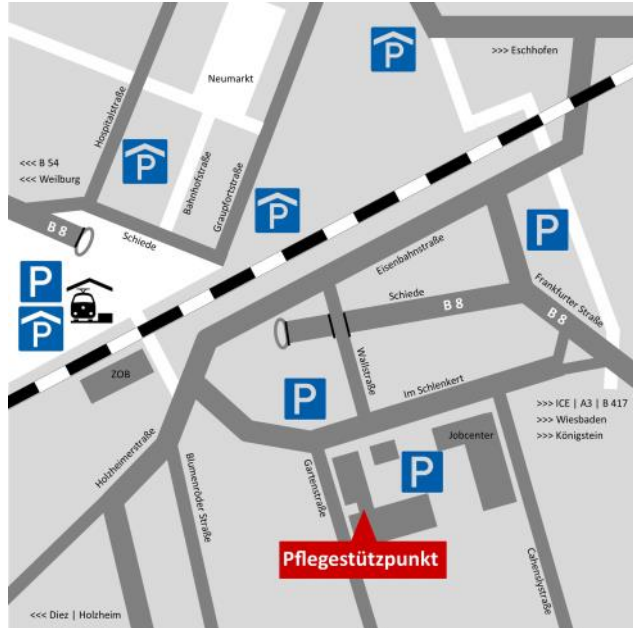 >>> Eschhofen
P
Neumarkt
Hospitalstraße
P
<<< B 54
<<< Weilburg
Bahnhofstraße
Graupfortstraße
P
B 8
Schiede
P
Eisenbahnstraße
P
P
Schiede
B 8
Frankfurter Straße
B 8
Wallstraße
ZOB
Im Schlenkert
P
>>> ICE | A3 | B 417
>>> Wiesbaden
>>> Königstein
Jobcenter
Holzheimerstraße
Blumenröder Straße
Gartenstraße
P
Pflegestützpunkt
Cahenslystraße
<<< Diez | Holzheim